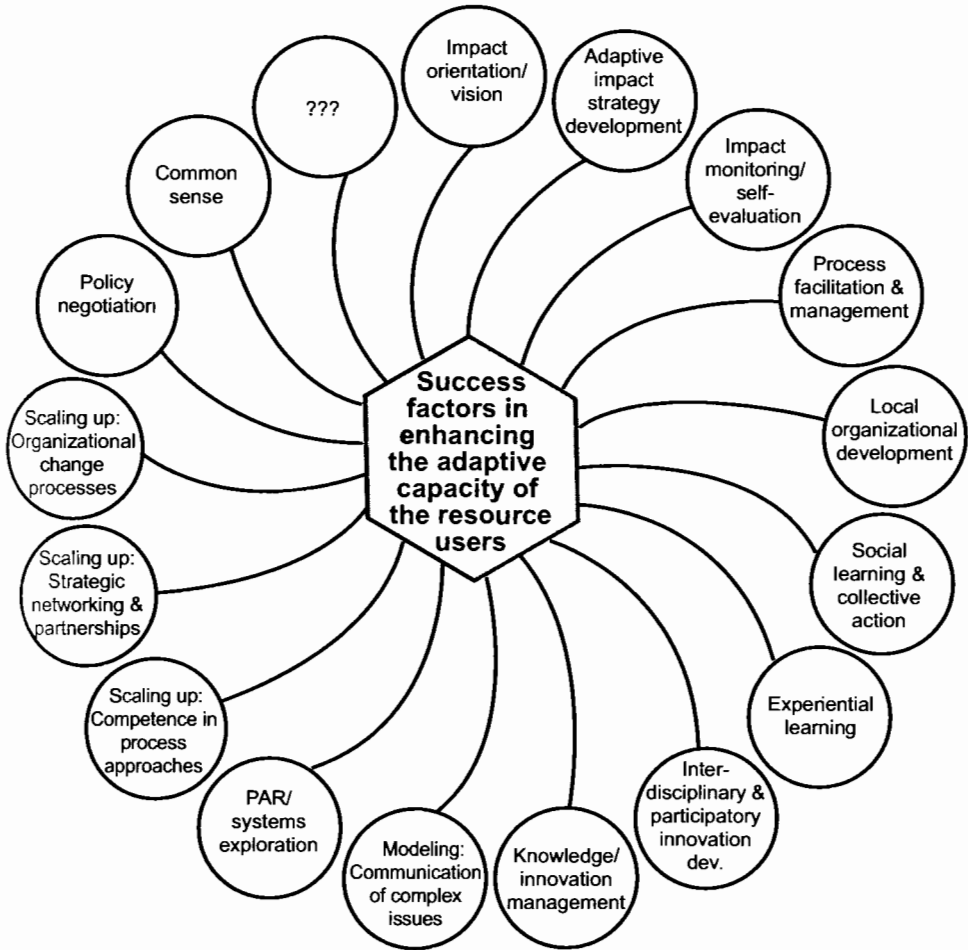 Impact
orientation/
vision
Adaptive
impact
strategy
development
Impact
monitoring/
self-
evaluation
Process
facilitation &
management
Local
organizational
development
Social
learning &
collective
action
Experiential
learning
Inter-
disciplinary &
participatory
innovation
dev.
Knowledge/
innovation
management
Modeling:
Communication
of complex
issues
PAR/
systems
exploration
Scaling up:
Competence in
process
approaches
Scaling up:
Strategic
networking &
partnerships
Scaling up:
Organizational
change
processes
Policy
negotiation
Common
sense
???
Success
factors in
enhancing
the adaptive
capacity of
the resource
users